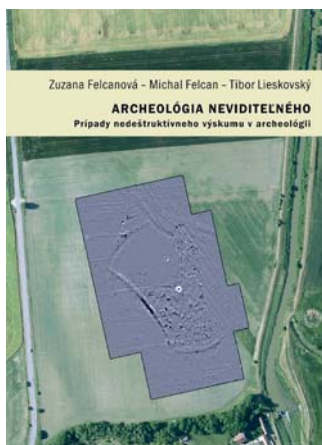 Zuzana Felcanová – Michal Felcan – Tibor Lieskovský
ARCHEOLÓGIA NEVIDITEĽNÉHO
Prípady nedeštruktívneho výskumu v archeológii